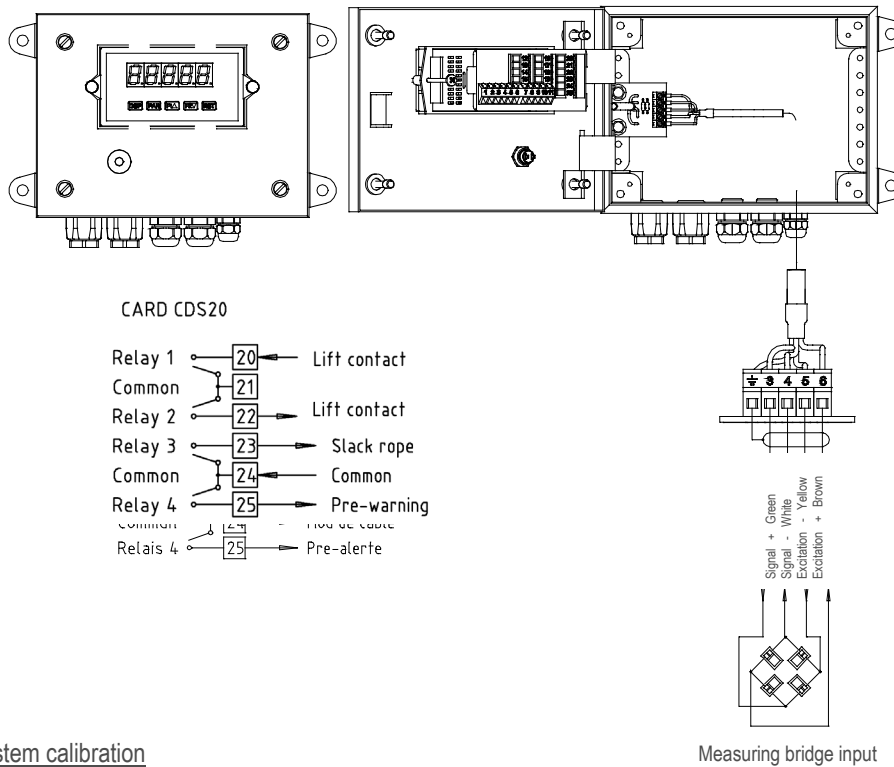 88888
CARD CDS20
Relay 1 20 Lift contact
Common 21
Relay 2 22 Lift contact
Relay 3 23 Slack rope
Common 24 Common
Relay 4 25 Pre-warning
Relais 4 25 Pre-alerte
3 4 5 6
Signal + Green
Signal - White
Excitation - Yellow
Excitation + Brown
stem calibration
Measuring bridge input